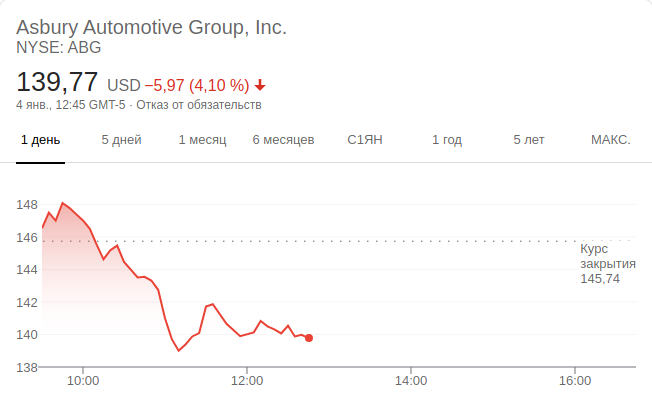 Asbury Automotive Group, Inc.
NYSE: ABG
139,77 USD −5,97 (4,10 %)
4 янв., 12:45 GMT-5 · Отказ от обязательств
1 день 5 дней 1 месяц 6 месяцев С1ЯН 1 год 5 лет МАКС.
148
146
Курс
закрытия
145,74
144
142
140
138
10:00 12:00 14:00 16:00